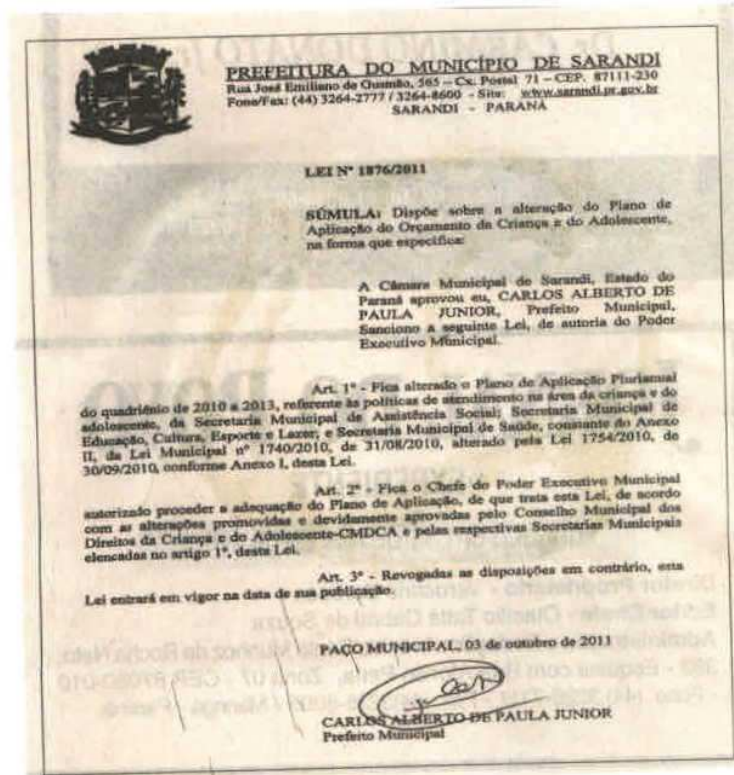 PREFEITURA DO MUNICÍPIO DE SARANDI
Rua José Emiliano de Gusmão, 565 – Cx. Postal 71 – CEP. 87111-230
Fone/Fax: (44) 3264-2777 / 3264-8600 - Site: www.sarandi.pr.gov.br
SARANDI - PARANÁ
LEI Nº 1876/2011
SÚMULA: Dispõe sobre a alteração do Plano de
Aplicação do Orçamento da Criança e do Adolescente,
na forma que especifica:
A Câmara Municipal de Sarandi, Estado do
Paraná aprovou eu, CARLOS ALBERTO DE
PAULA JUNIOR, Prefeito Municipal,
Sanciono a seguinte Lei, de autoria do Poder
Executivo Municipal.
Art. 1º - Fica alterado o Plano de Aplicação Plurianual
do quadriênio de 2010 a 2013, referente às políticas de atendimento na área da criança e do
adolescente, da Secretaria Municipal de Assistência Social; Secretaria Municipal de
Educação, Cultura, Esporte e Lazer; e Secretaria Municipal de Saúde, constante do Anexo
II, da Lei Municipal nº 1740/2010, de 31/08/2010, alterado pela Lei 1754/2010, de
30/09/2010, conforme Anexo I, desta Lei.
Art. 2º - Fica o Chefe do Poder Executivo Municipal
autorizado proceder a adequação do Plano de Aplicação, de que trata esta Lei, de acordo
com as alterações promovidas e devidamente aprovadas pelo Conselho Municipal dos
Direitos da Criança e do Adolescente-CMDCA e pelas respectivas Secretarias Municipais
elencadas no artigo 1º, desta Lei.
Art. 3º - Revogadas as disposições em contrário, esta
Lei entrará em vigor na data de sua publicação.
PAÇO MUNICIPAL, 03 de outubro de 2011
CARLOS ALBERTO DE PAULA JUNIOR
Prefeito Municipal